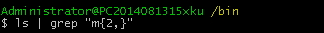 Administrator@PC2014081315xku /bin
$ ls | grep "m{2,}"